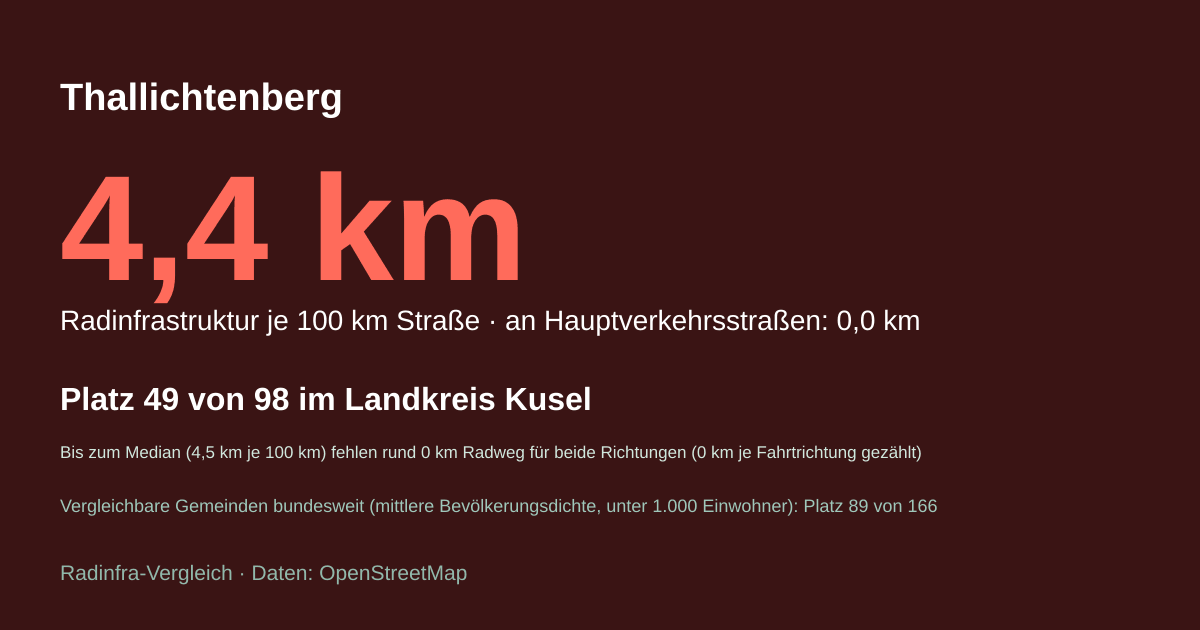 Thallichtenberg
4,4 km
Radinfrastruktur je 100 km Straße · an Hauptverkehrsstraßen: 0,0 km
Platz 49 von 98 im Landkreis Kusel
Bis zum Median (4,5 km je 100 km) fehlen rund 0 km Radweg für beide Richtungen (0 km je Fahrtrichtung gezählt)
Vergleichbare Gemeinden bundesweit (mittlere Bevölkerungsdichte, unter 1.000 Einwohner): Platz 89 von 166
Radinfra-Vergleich · Daten: OpenStreetMap